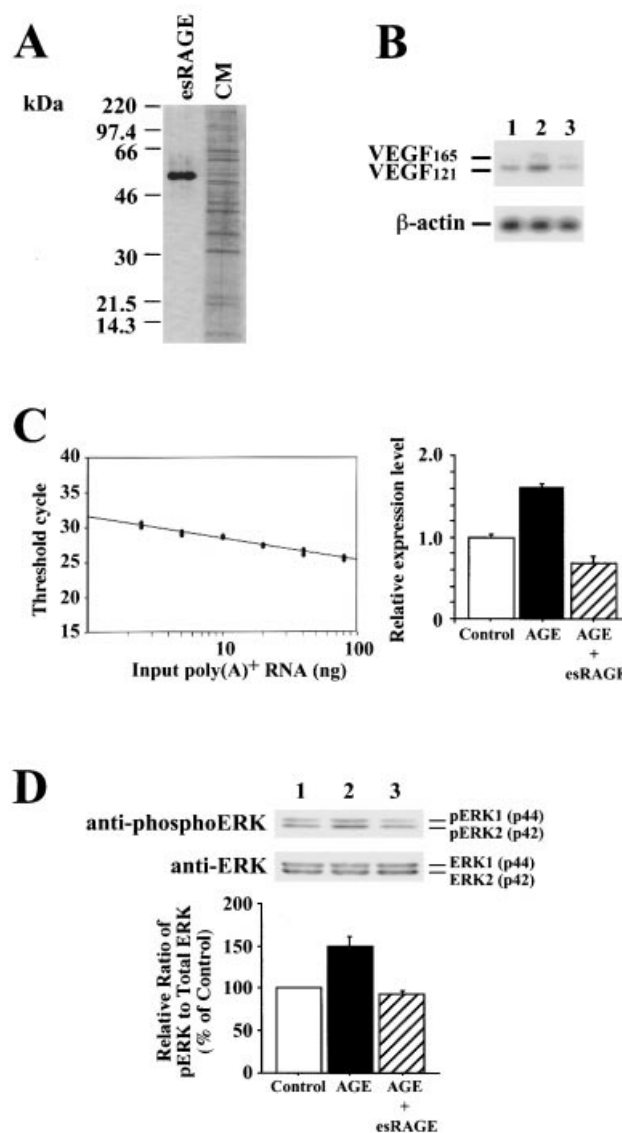 A
esRAGE
CM
kDa
220
97.4
66
46
30
21.5
14.3
B
1 2 3
VEGF165
VEGF121
β-actin
C
Threshold cycle
40
35
30
25
20
15
10
100
Input poly(A)+ RNA (ng)
Relative expression level
2.0
1.0
0
Control AGE AGE
+
esRAGE
D
1 2 3
anti-phosphoERK
pERK1 (p44)
pERK2 (p42)
anti-ERK
ERK1 (p44)
ERK2 (p42)
Relative Ratio of
pERK to Total ERK
(% of Control)
200
150
100
50
0
Control AGE AGE
+
esRAGE